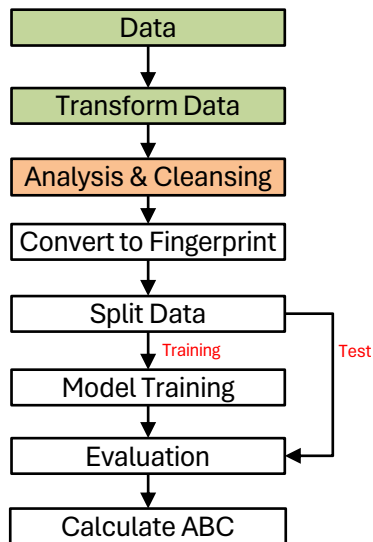 Data
Transform Data
Analysis & Cleansing
Convert to Fingerprint
Split Data
Training
Test
Model Training
Evaluation
Calculate ABC